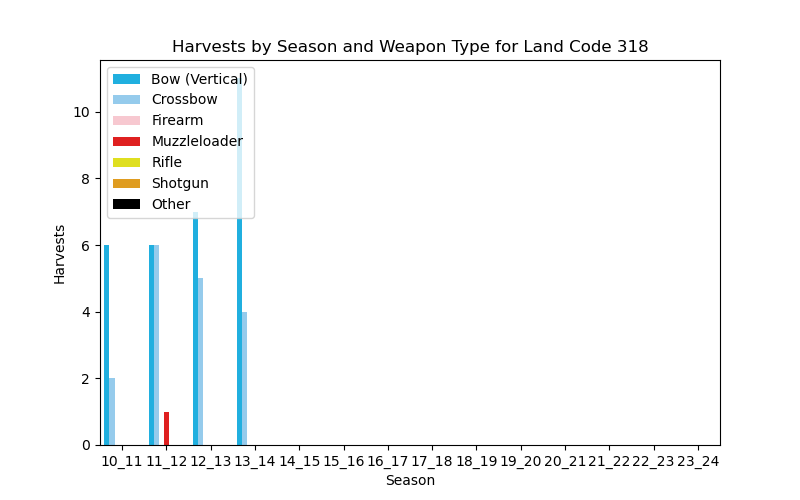 Harvests by Season and Weapon Type for Land Code 318
Bow (Vertical)
Crossbow
Firearm
Muzzleloader
Rifle
Shotgun
Other
10
8
6
4
2
0
Harvests
10_11 11_12 12_13 13_14 14_15 15_16 16_17 17_18 18_19 19_20 20_21 21_22 22_23 23_24
Season